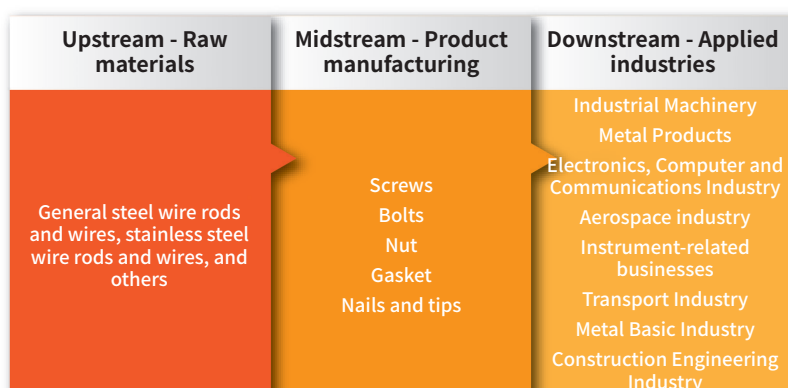 Upstream - Raw
materials
General steel wire rods
and wires, stainless steel
wire rods and wires, and
others
Midstream - Product
manufacturing
Screws
Bolts
Nut
Gasket
Nails and tips
Downstream - Applied
industries
Industrial Machinery
Metal Products
Electronics, Computer and
Communications Industry
Aerospace industry
Instrument-related
businesses
Transport Industry
Metal Basic Industry
Construction Engineering
Industry